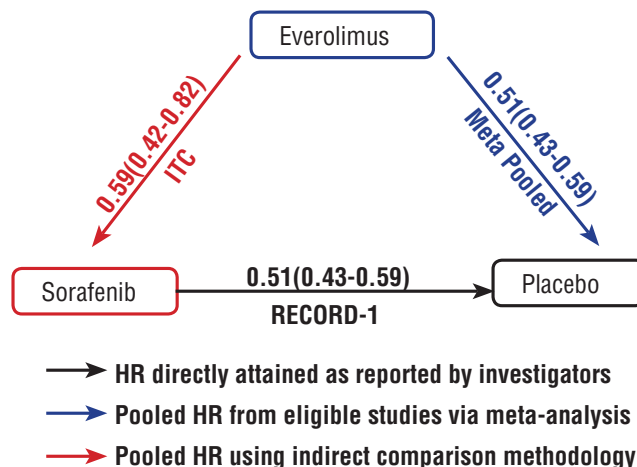 Everolimus
0.59(0.42-0.82)
ITC
0.51(0.43-0.59)
Meta Pooled
Sorafenib
0.51(0.43-0.59)
RECORD-1
Placebo
HR directly attained as reported by investigators
Pooled HR from eligible studies via meta-analysis
Pooled HR using indirect comparison methodology